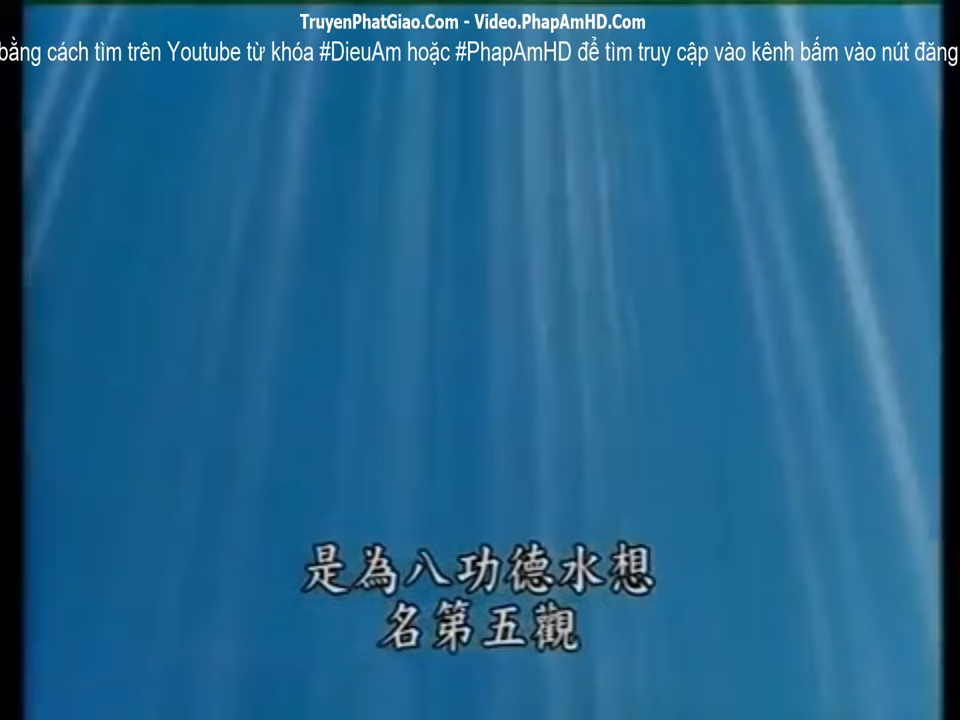 TruyenPhatGiao.Com - Video.PhapAmHD.Com
bằng cách tìm trên Youtube từ khóa #DieuAm hoặc #PhapAmHD để tìm truy cập vào kênh bấm vào nút đăng
是為八功德水想
名第五觀